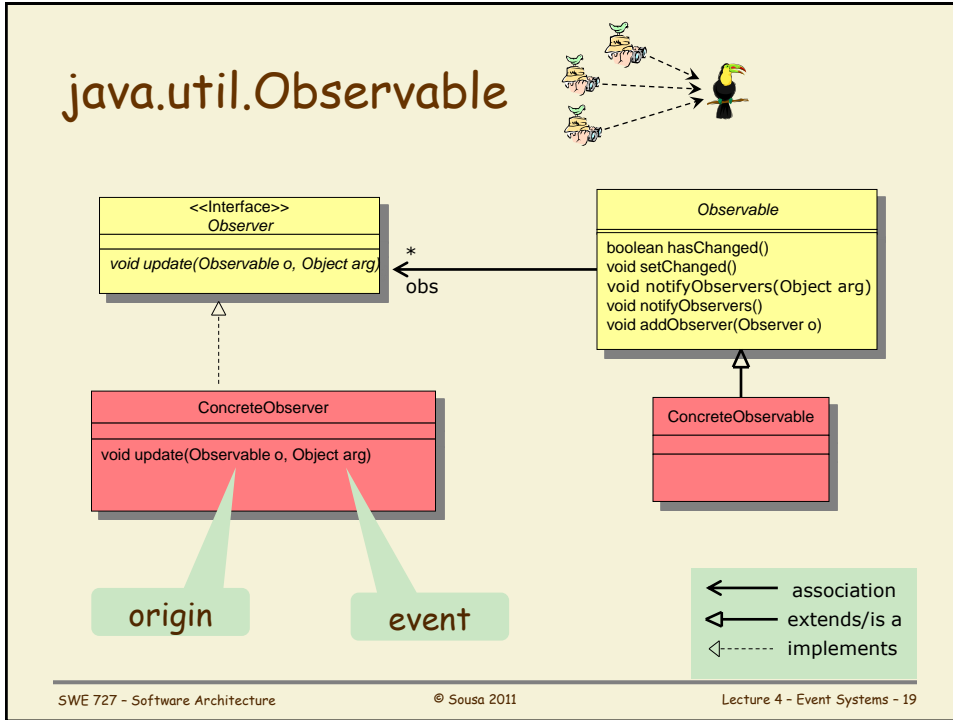 java.util.Observable
<<Interface>>
Observer
void update(Observable o, Object arg)
*
obs
Observable
boolean hasChanged()
void setChanged()
void notifyObservers(Object arg)
void notifyObservers()
void addObserver(Observer o)
ConcreteObserver
void update(Observable o, Object arg)
ConcreteObservable
origin
event
association
extends/is a
implements
SWE 727 – Software Architecture
© Sousa 2011
Lecture 4 – Event Systems – 19